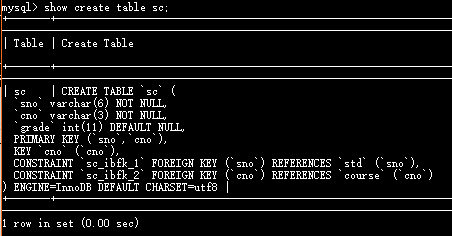 mysql> show create table sc;
| Table | Create Table
| sc | CREATE TABLE `sc` (
`sno` varchar(6) NOT NULL,
`cno` varchar(3) NOT NULL,
`grade` int(11) DEFAULT NULL,
PRIMARY KEY (`sno`,`cno`),
KEY `cno` (`cno`),
CONSTRAINT `sc_ibfk_1` FOREIGN KEY (`sno`) REFERENCES `std` (`sno`),
CONSTRAINT `sc_ibfk_2` FOREIGN KEY (`cno`) REFERENCES `course` (`cno`)
) ENGINE=InnoDB DEFAULT CHARSET=utf8 |
1 row in set (0.00 sec)